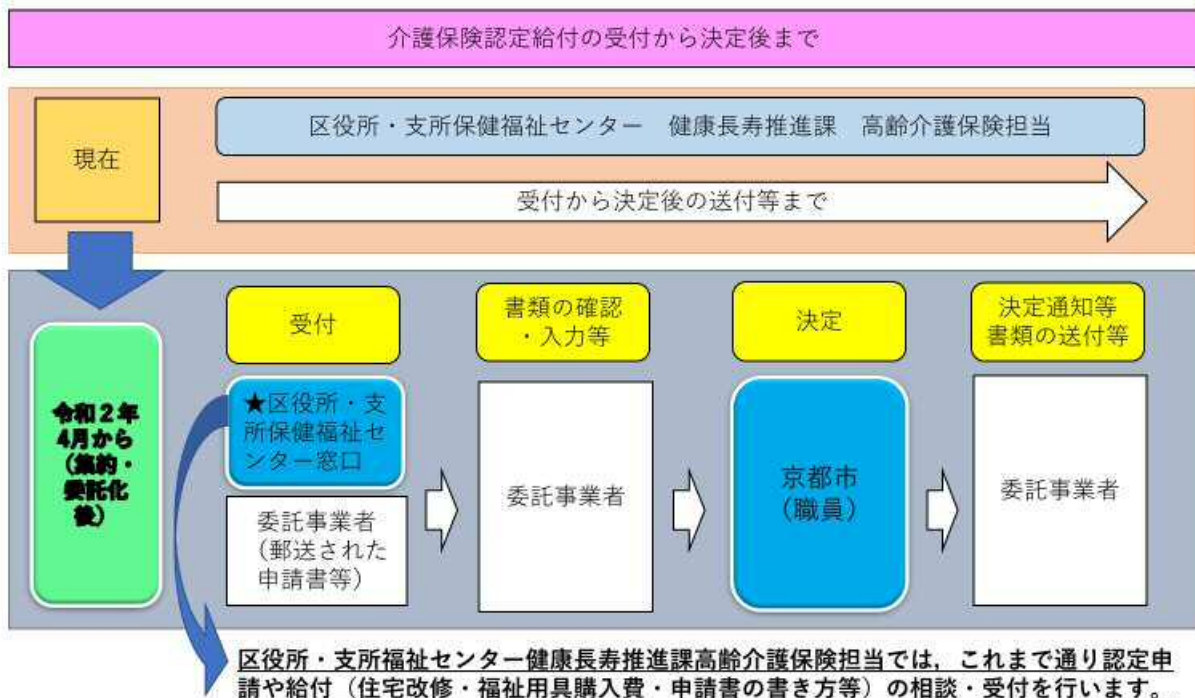 介護保険認定給付の受付から決定後まで
現在
区役所・支所保健福祉センター　健康長寿推進課　高齢介護保険担当
受付から決定後の送付等まで
令和２年
4月から
（集約・
委託化
後）
受付
★区役所・支
所保健福祉セ
ンター窓口
委託事業者
（郵送された
申請書等）
書類の確認
・入力等
委託事業者
決定
京都市
（職員）
決定通知等
書類の送付等
委託事業者
区役所・支所福祉センター健康長寿推進課高齢介護保険担当では，これまで通り認定申
請や給付（住宅改修・福祉用具購入費・申請書の書き方等）の相談・受付を行います。